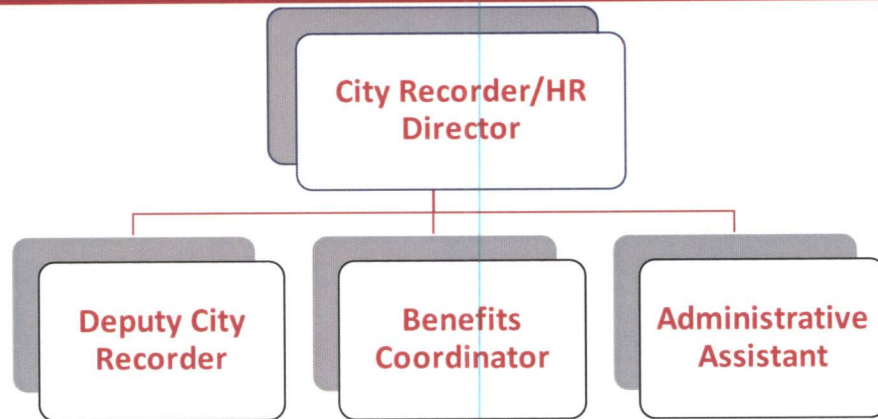 City Recorder/HR
Director
Deputy City
Recorder
Benefits
Coordinator
Administrative
Assistant